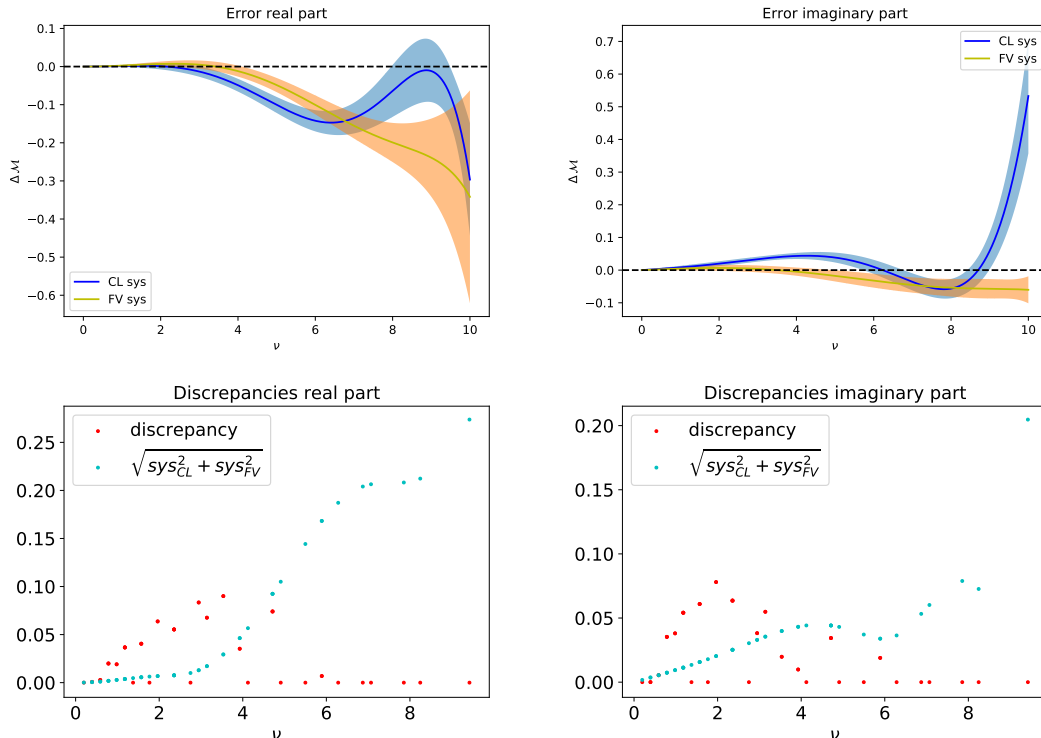 Error real part
0.1
0.0
−0.1
−0.2
−0.3
−0.4
−0.5
−0.6
Δ ℳ
CL sys
FV sys
0 2 4 6 8 10
ν
Error imaginary part
0.7
0.6
0.5
0.4
0.3
0.2
0.1
0.0
−0.1
Δ ℳ
CL sys
FV sys
0 2 4 6 8 10
ν
Discrepancies real part
0.25
0.20
0.15
0.10
0.05
0.00
discrepancy
√(sys²_CL + sys²_FV)
0 2 4 6 8
ν
Discrepancies imaginary part
0.20
0.15
0.10
0.05
0.00
discrepancy
√(sys²_CL + sys²_FV)
0 2 4 6 8
ν